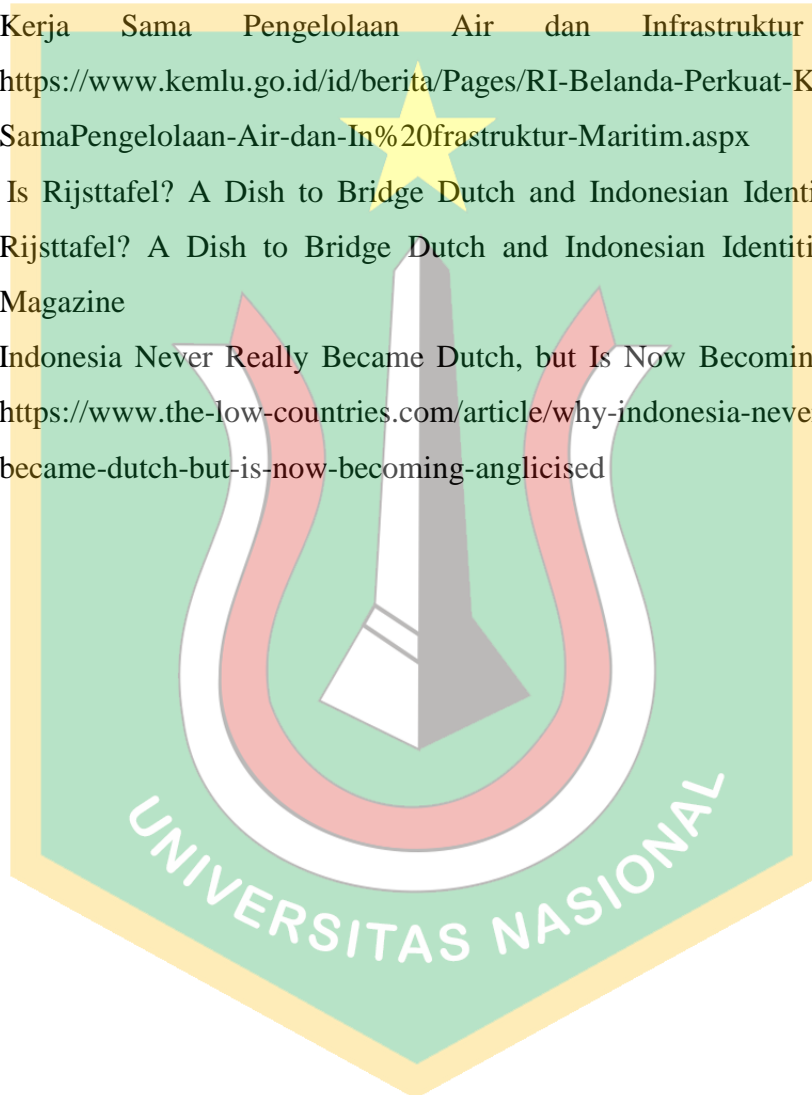 Kerja Sama Pengelolaan Air dan Infrastruktur
https://www.kemlu.go.id/id/berita/Pages/RI-Belanda-Perkuat-K
SamaPengelolaan-Air-dan-In%20frastruktur-Maritim.aspx
Is Rijsttafel? A Dish to Bridge Dutch and Indonesian Identi
Rijsttafel? A Dish to Bridge Dutch and Indonesian Identiti
Magazine
Indonesia Never Really Became Dutch, but Is Now Becomin
https://www.the-low-countries.com/article/why-indonesia-neve
became-dutch-but-is-now-becoming-anglicised
UNIVERSITAS NASIONAL